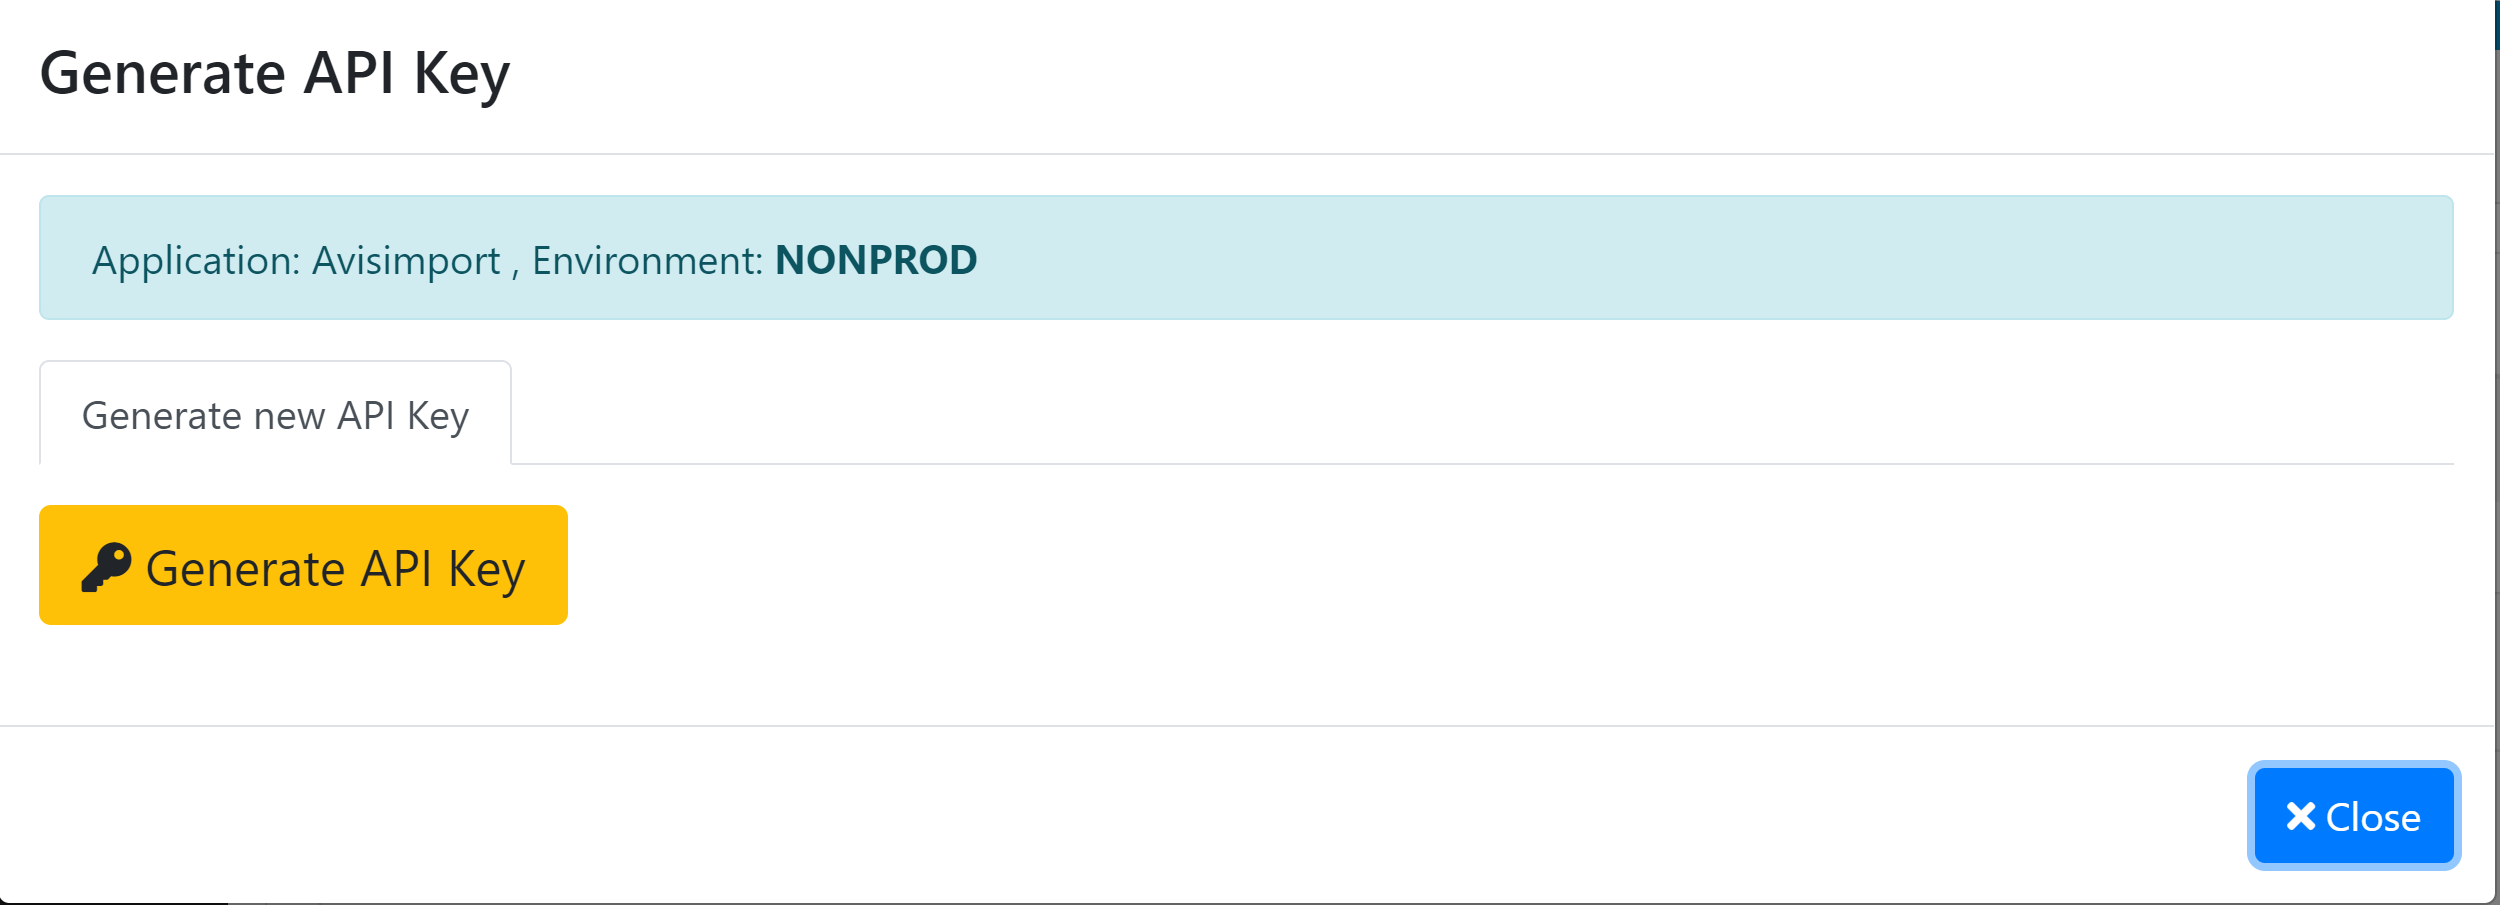 Generate API Key
Application: Avisimport , Environment: NONPROD
Generate new API Key
Generate API Key
Close